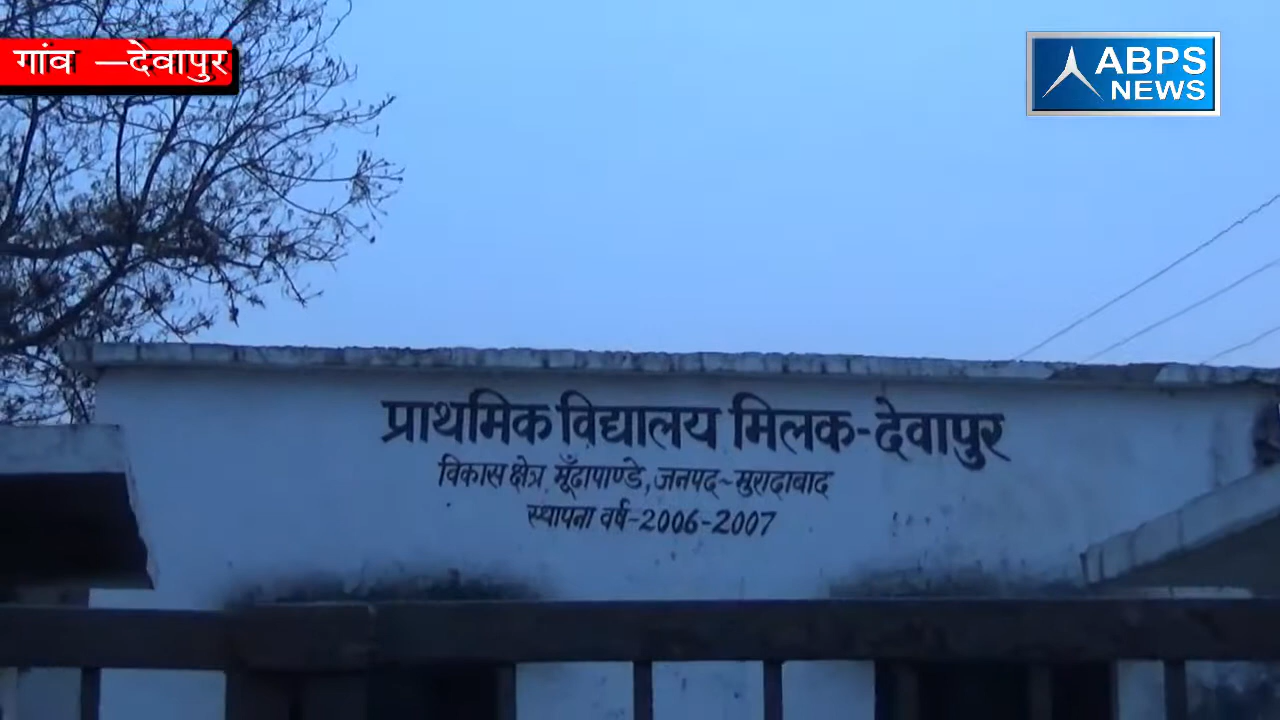 गांव –देवापुर
ABPS
NEWS
प्राथमिक विद्यालय मिलक-देवापुर
विकास क्षेत्र मूँढापाण्डे, जनपद~मुरादाबाद
स्थापना वर्ष-2006-2007